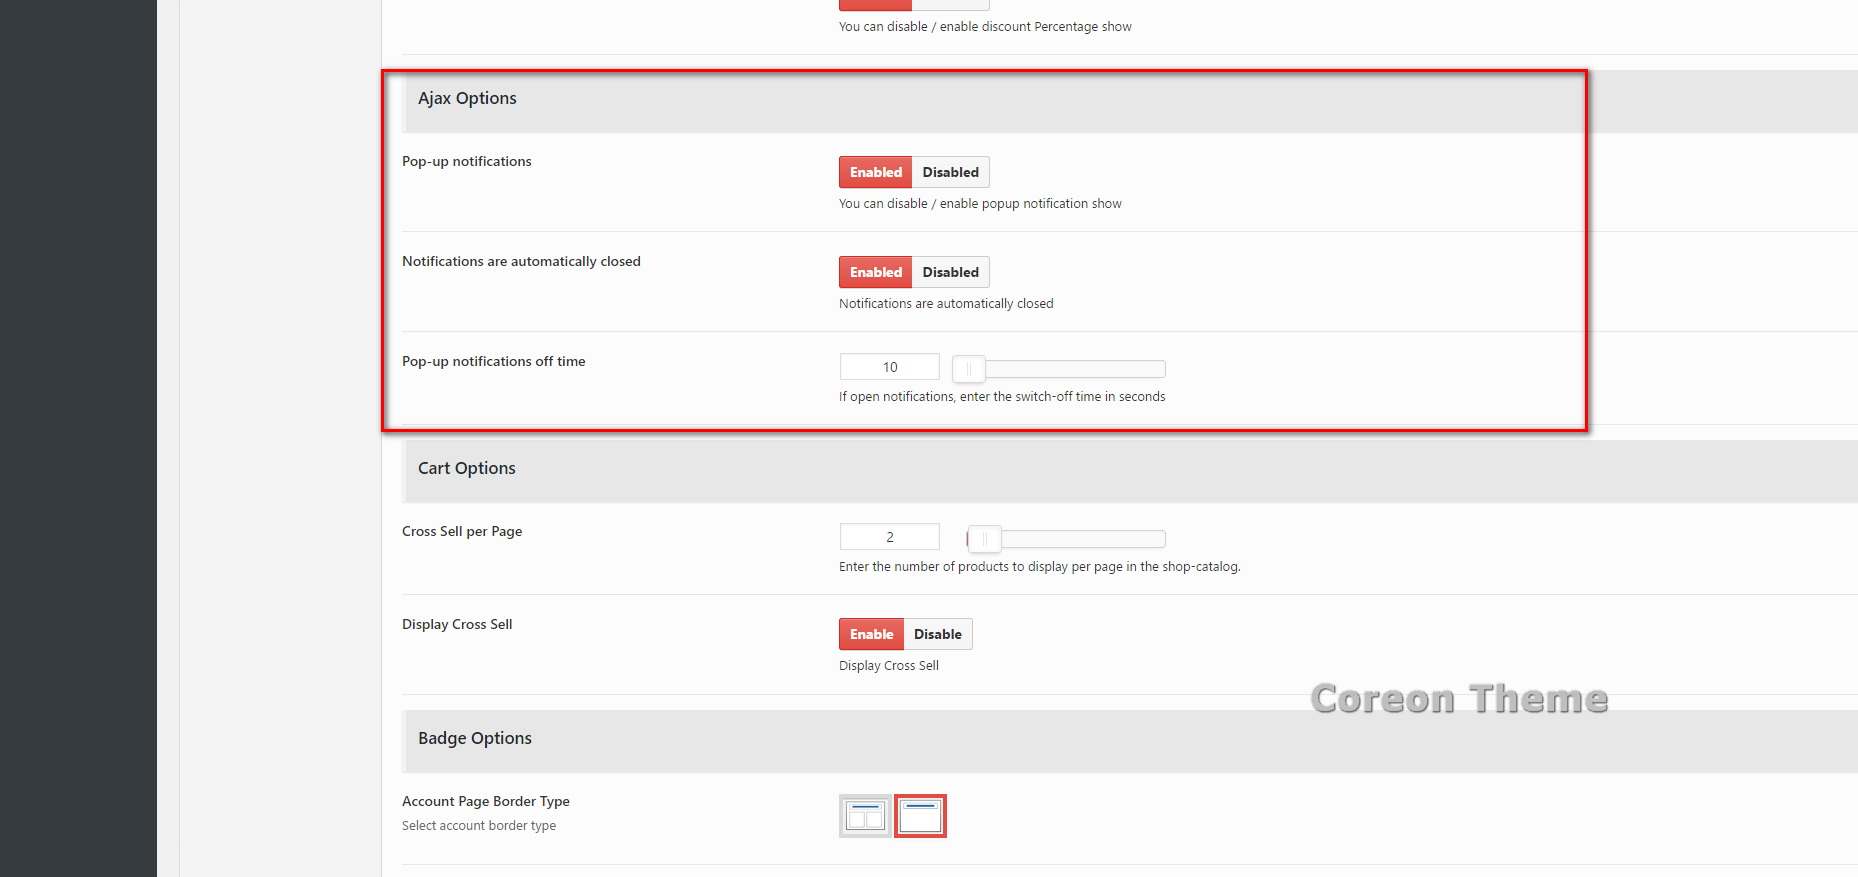 You can disable / enable discount Percentage show
Ajax Options
Pop-up notifications
Enabled Disabled
You can disable / enable popup notification show
Notifications are automatically closed
Enabled Disabled
Notifications are automatically closed
Pop-up notifications off time
10
If open notifications, enter the switch-off time in seconds
Cart Options
Cross Sell per Page
2
Enter the number of products to display per page in the shop-catalog.
Display Cross Sell
Enable Disable
Display Cross Sell
Coreon Theme
Badge Options
Account Page Border Type
Select account border type